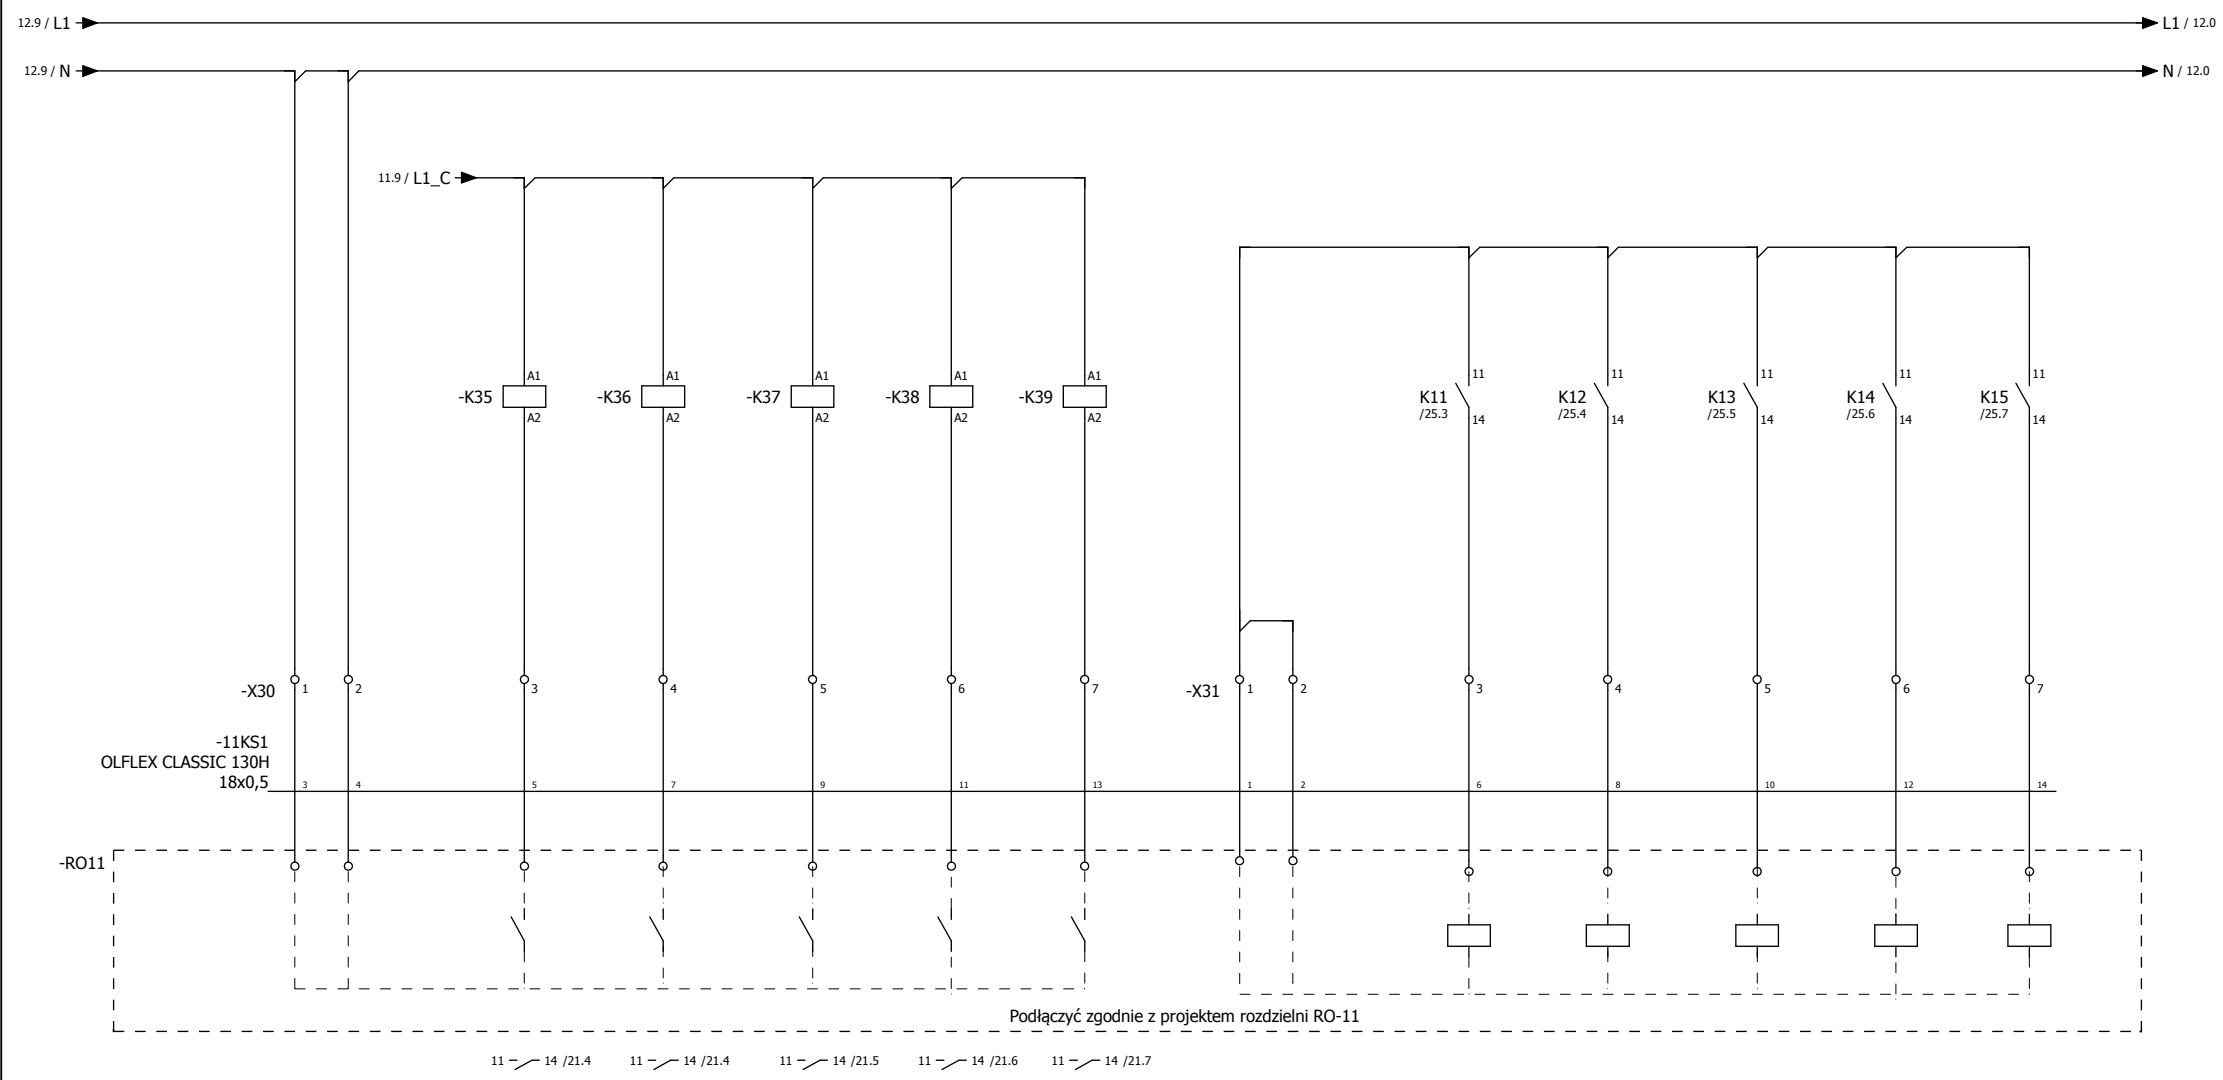 12.9 / L1
L1 / 12.0
12.9 / N
N / 12.0
11.9 / L1_C
A1 A1 A1 A1 A1 11 11 11 11 11
-K35 -K36 -K37 -K38 -K39 K11 K12 K13 K14 K15
/25.3 /25.4 /25.5 /25.6 /25.7
A2 A2 A2 A2 A2 14 14 14 14 14
-X30 1 2 3 4 5 6 7 -X31 1 2 3 4 5 6 7
-11KS1
OLFLEX CLASSIC 130H
18x0,5
3 4 5 7 9 11 13 1 2 6 8 10 12 14
-RO11
Podłączyć zgodnie z projektem rozdzielni RO-11
11 14 /21.4 11 14 /21.4 11 14 /21.5 11 14 /21.6 11 14 /21.7